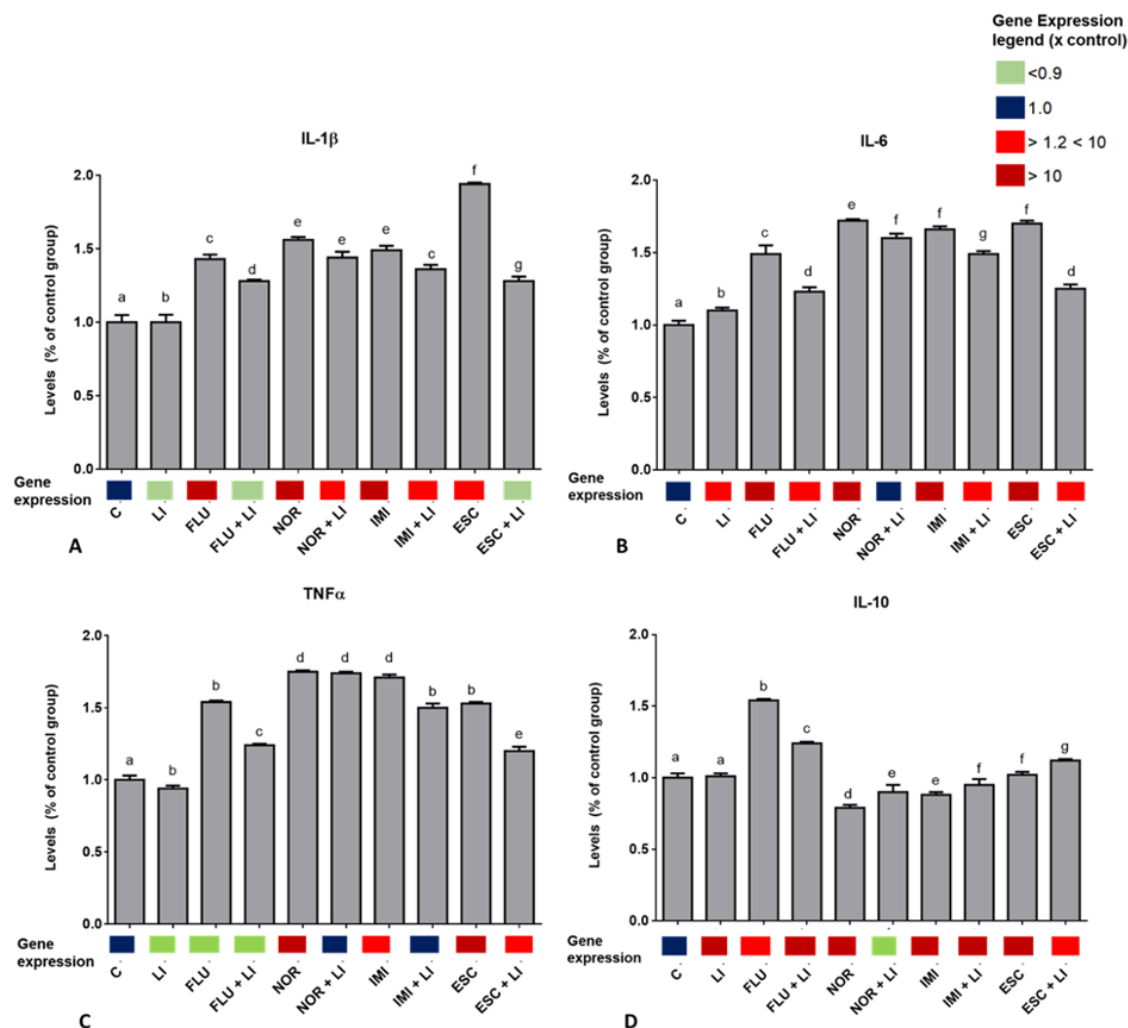 Gene Expression
legend (x control)
<0.9
1.0
> 1.2 < 10
> 10
IL-1β
Levels (% of control group)
2.0
1.5
1.0
0.5
0.0
a
b
c
d
e
e
e
c
f
g
Gene
expression
C
LI
FLU
FLU + LI
NOR
NOR + LI
IMI
IMI + LI
ESC
ESC + LI
A
IL-6
Levels (% of control group)
2.0
1.5
1.0
0.5
0.0
a
b
c
d
e
f
f
g
f
d
Gene
expression
C
LI
FLU
FLU + LI
NOR
NOR + LI
IMI
IMI + LI
ESC
ESC + LI
B
TNFα
Levels (% of control group)
2.0
1.5
1.0
0.5
0.0
a
b
b
c
d
d
d
b
b
e
Gene
expression
C
LI
FLU
FLU + LI
NOR
NOR + LI
IMI
IMI + LI
ESC
ESC + LI
C
IL-10
Levels (% of control group)
2.0
1.5
1.0
0.5
0.0
a
a
b
c
d
e
e
f
f
g
Gene
expression
C
LI
FLU
FLU + LI
NOR
NOR + LI
IMI
IMI + LI
ESC
ESC + LI
D